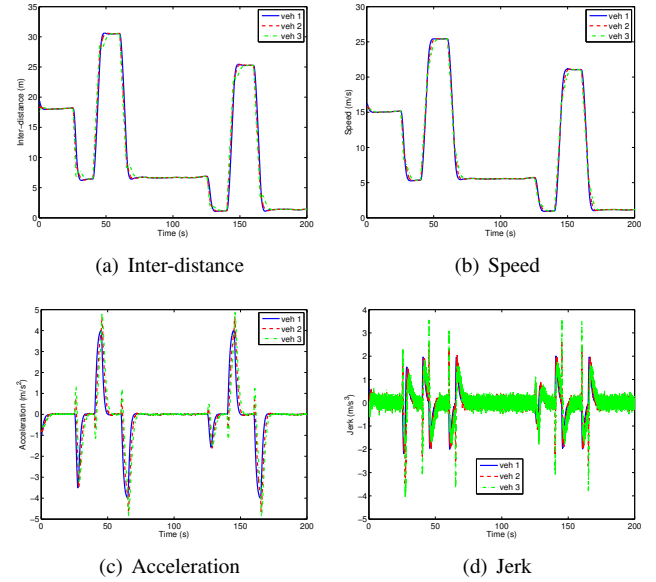 35
30
25
20
15
10
5
0
0 50 100 150 200
Time (s)
Inter-distance (m)
veh 1
veh 2
veh 3
(a) Inter-distance
30
25
20
15
10
5
0
0 50 100 150 200
Time (s)
Speed (m/s)
veh 1
veh 2
veh 3
(b) Speed
5
4
3
2
1
0
−1
−2
−3
−4
−5
0 50 100 150 200
Time (s)
Acceleration (m/s²)
veh 1
veh 2
veh 3
(c) Acceleration
4
3
2
1
0
−1
−2
−3
−4
−5
0 50 100 150 200
Time (s)
Jerk (m/s³)
veh 1
veh 2
veh 3
(d) Jerk